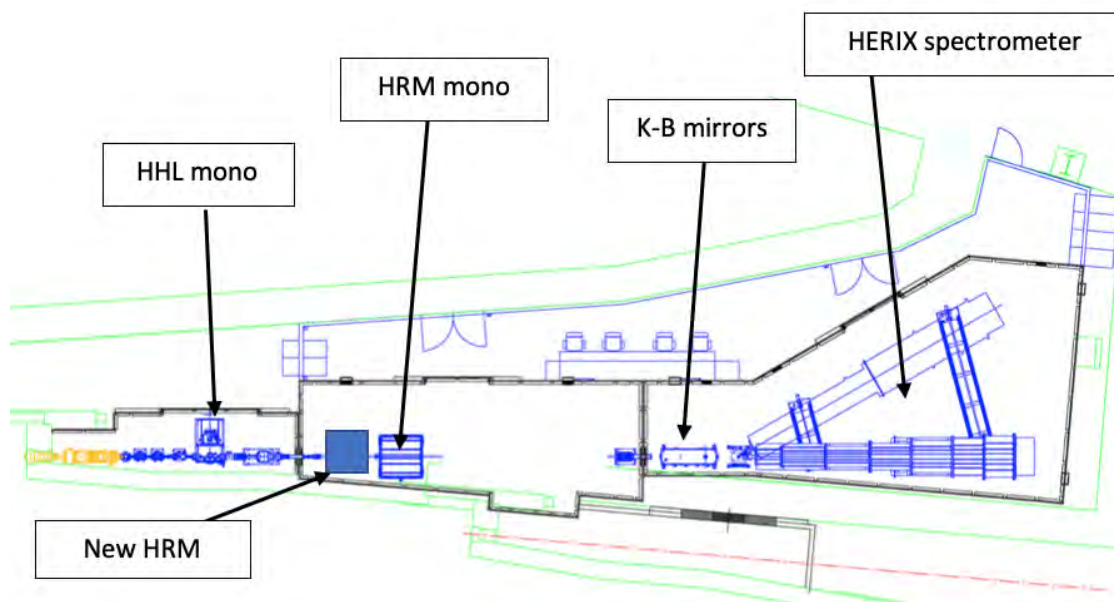 HERIX spectrometer
HRM mono
K-B mirrors
HHL mono
New HRM